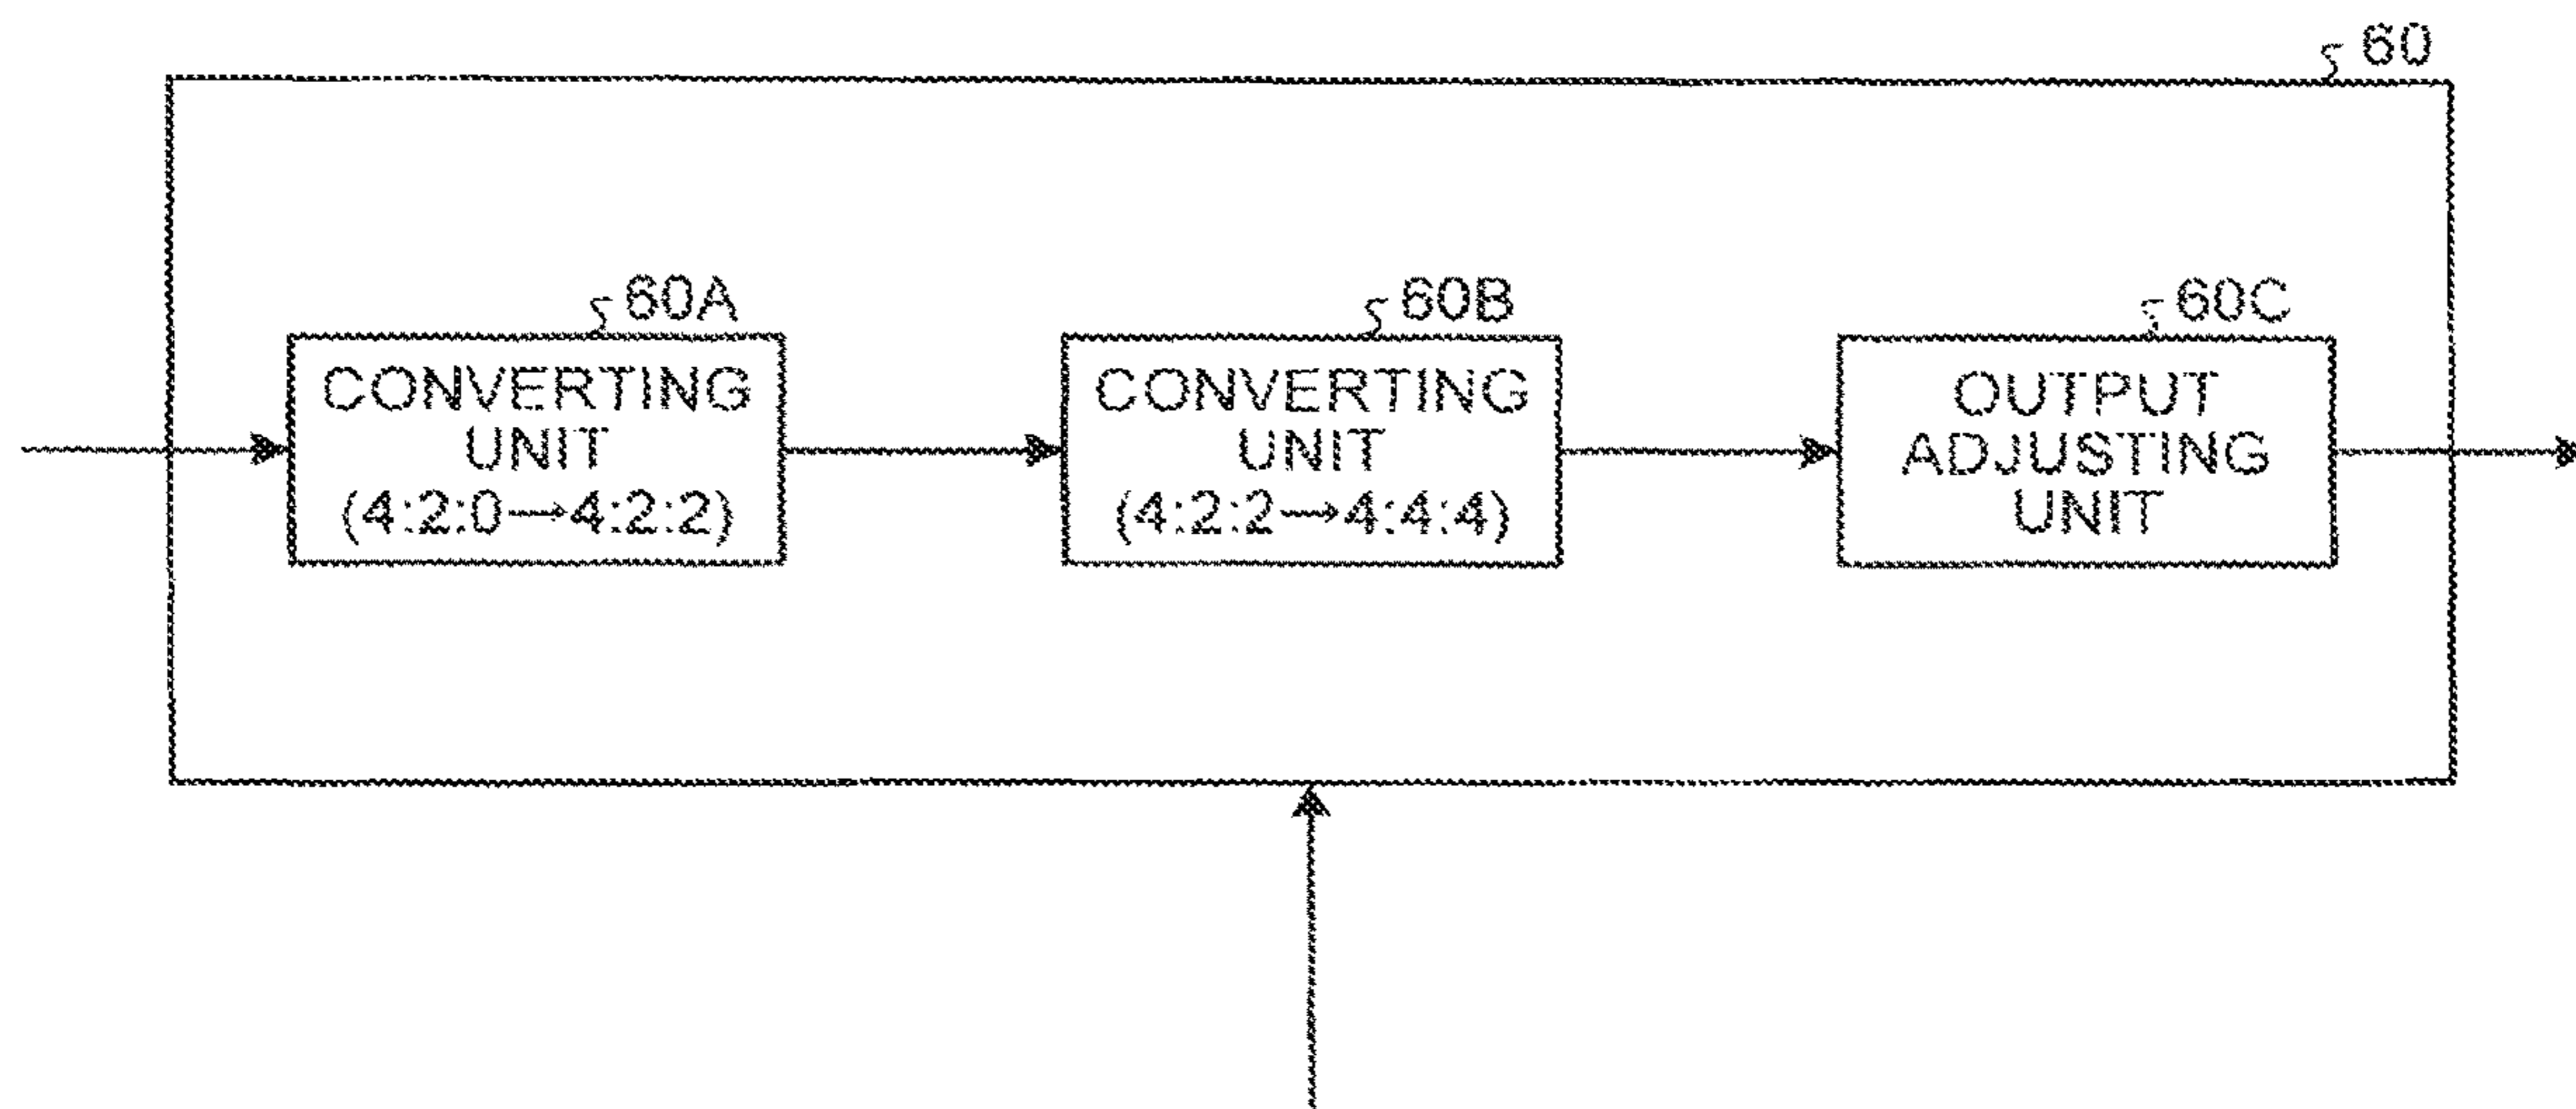 60
60A
CONVERTING
UNIT
(4:2:0→4:2:2)
60B
CONVERTING
UNIT
(4:2:2→4:4:4)
60C
OUTPUT
ADJUSTING
UNIT